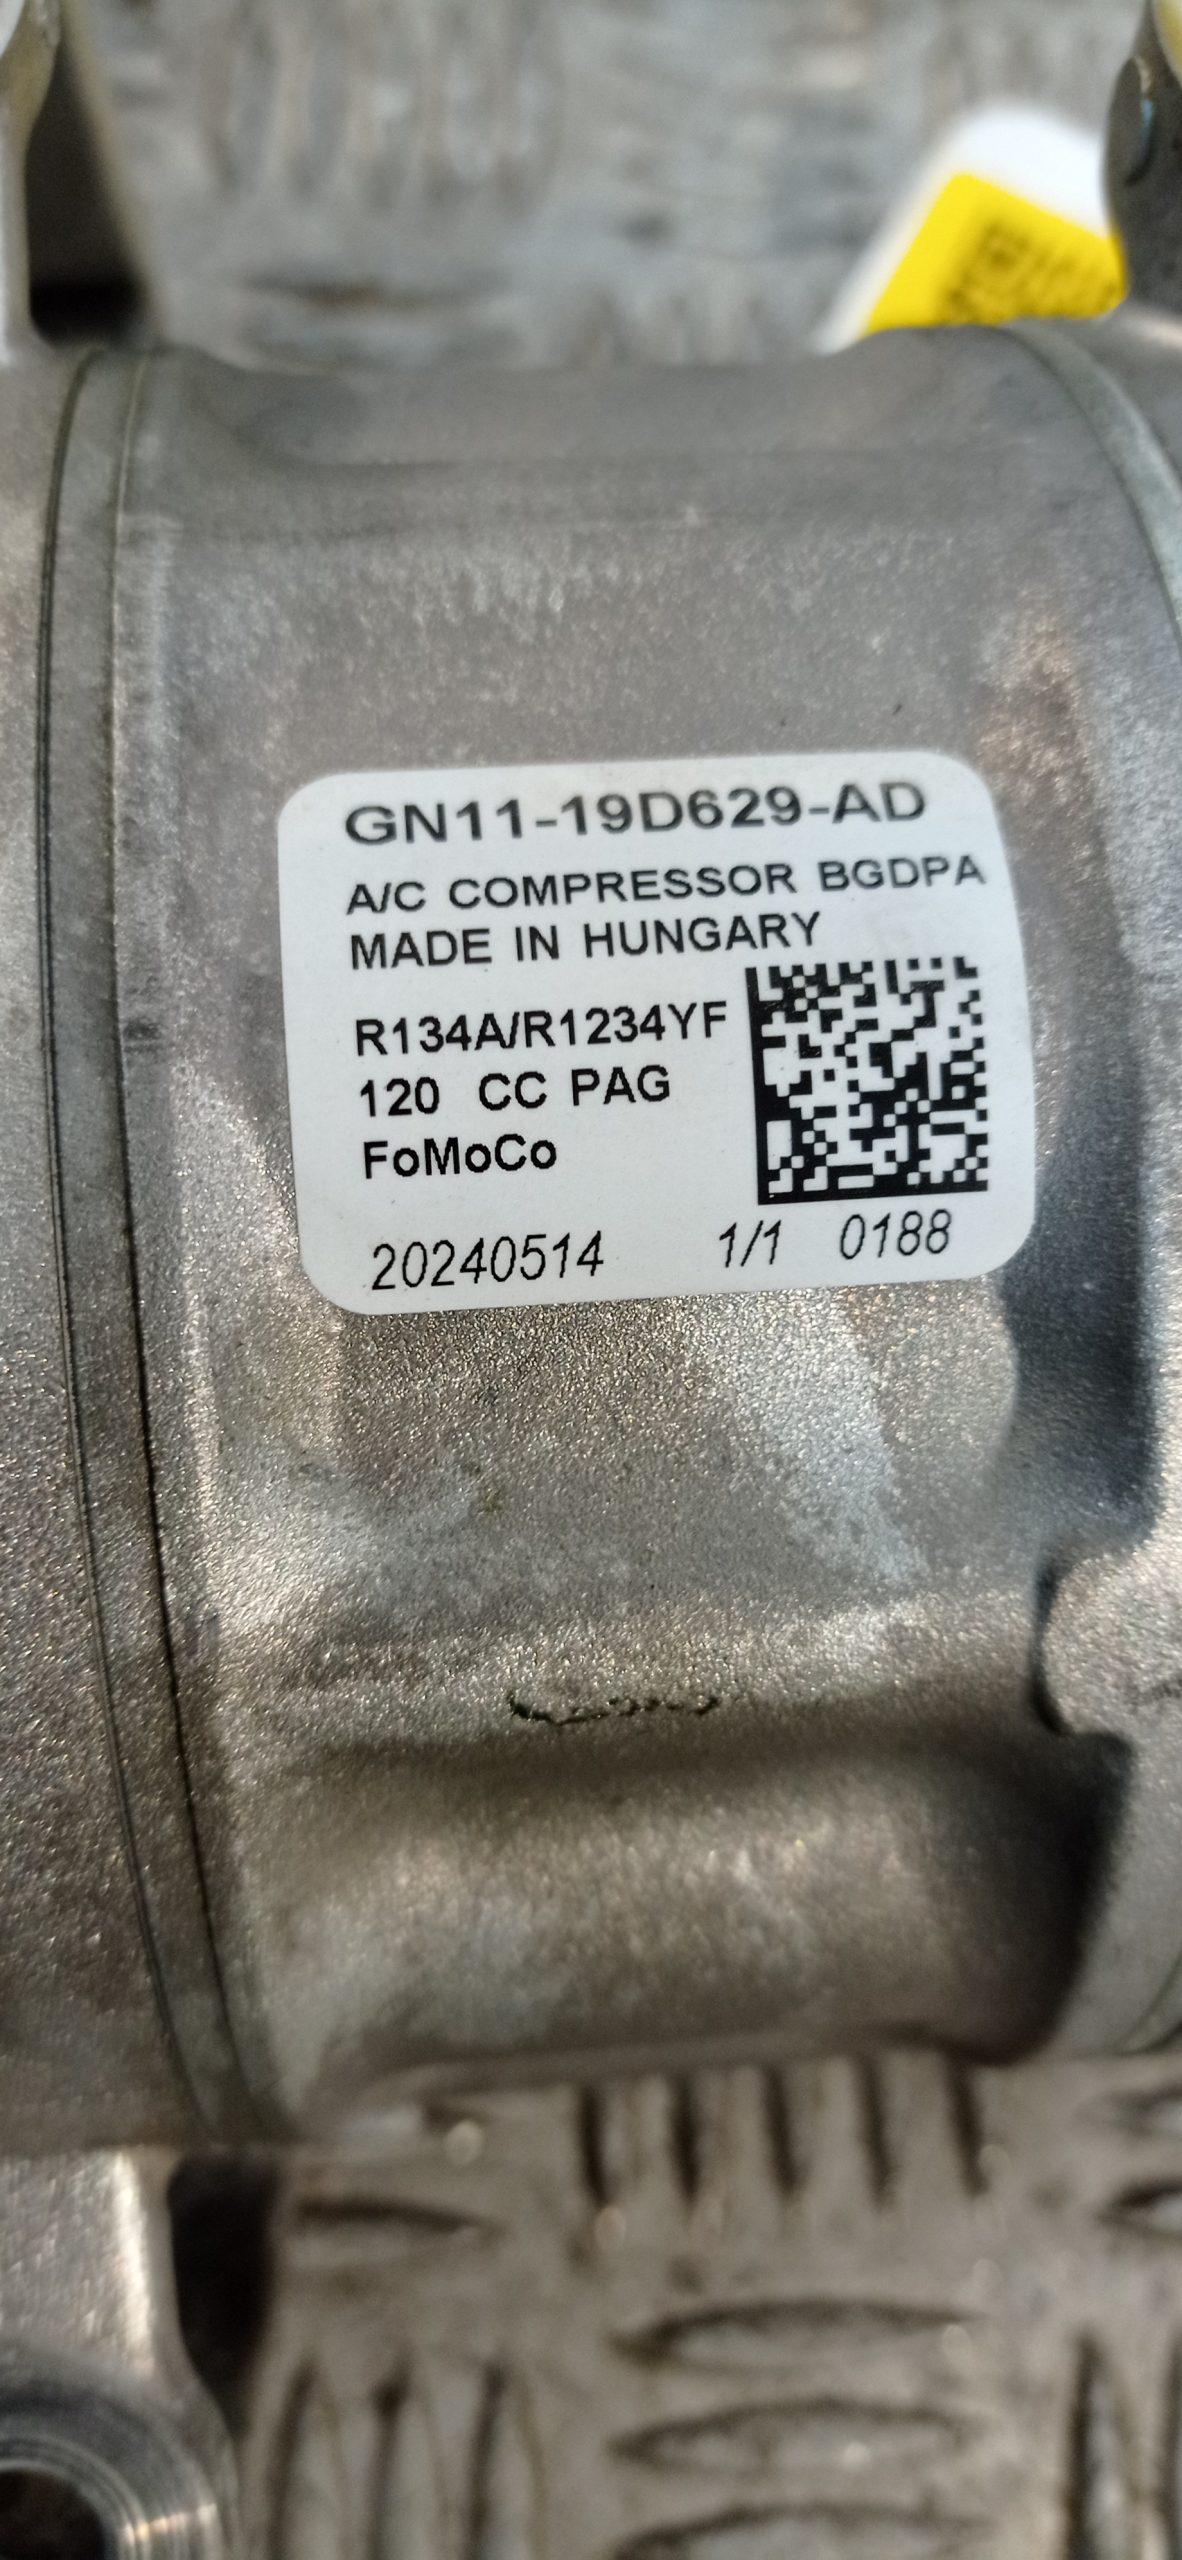 GN11-19D629-AD
A/C COMPRESSOR BGDPA
MADE IN HUNGARY
R134A/R1234YF
120 CC PAG
FoMoCo
20240514 1/1 0188